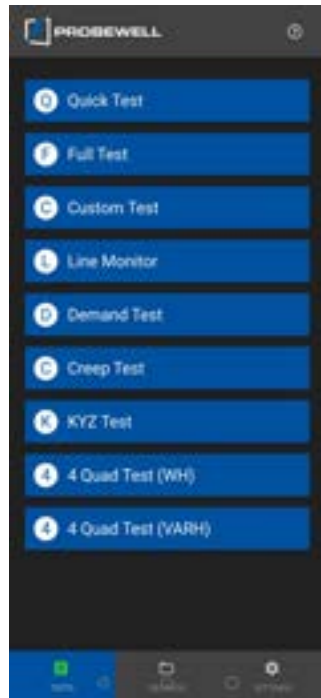 PROBEWELL
Q Quick Test
F Full Test
C Custom Test
L Line Monitor
D Demand Test
C Creep Test
K KYZ Test
4 4 Quad Test (WH)
4 4 Quad Test (VARH)